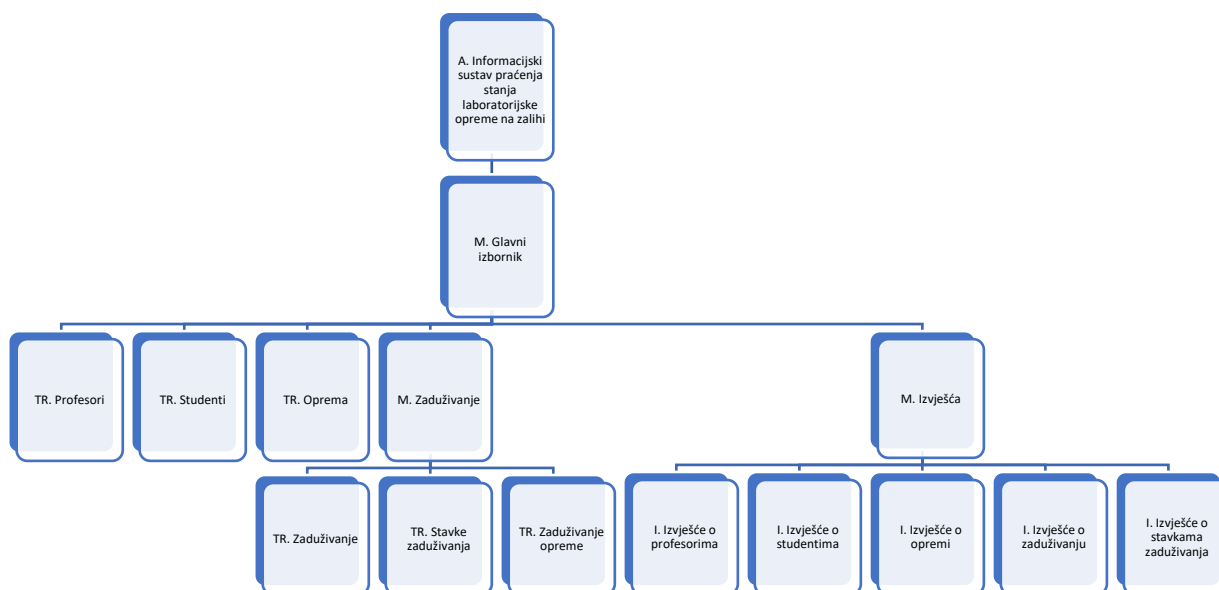 A. Informacijski
sustav praćenja
stanja
laboratorijske
opreme na zalihi
M. Glavni
izbornik
TR. Profesori
TR. Studenti
TR. Oprema
M. Zaduživanje
M. Izvješća
TR. Zaduživanje
TR. Stavke
zaduživanja
TR. Zaduživanje
opreme
I. Izvješće o
profesorima
I. Izvješće o
studentima
I. Izvješće o
opremi
I. Izvješće o
zaduživanju
I. Izvješće o
stavkama
zaduživanja